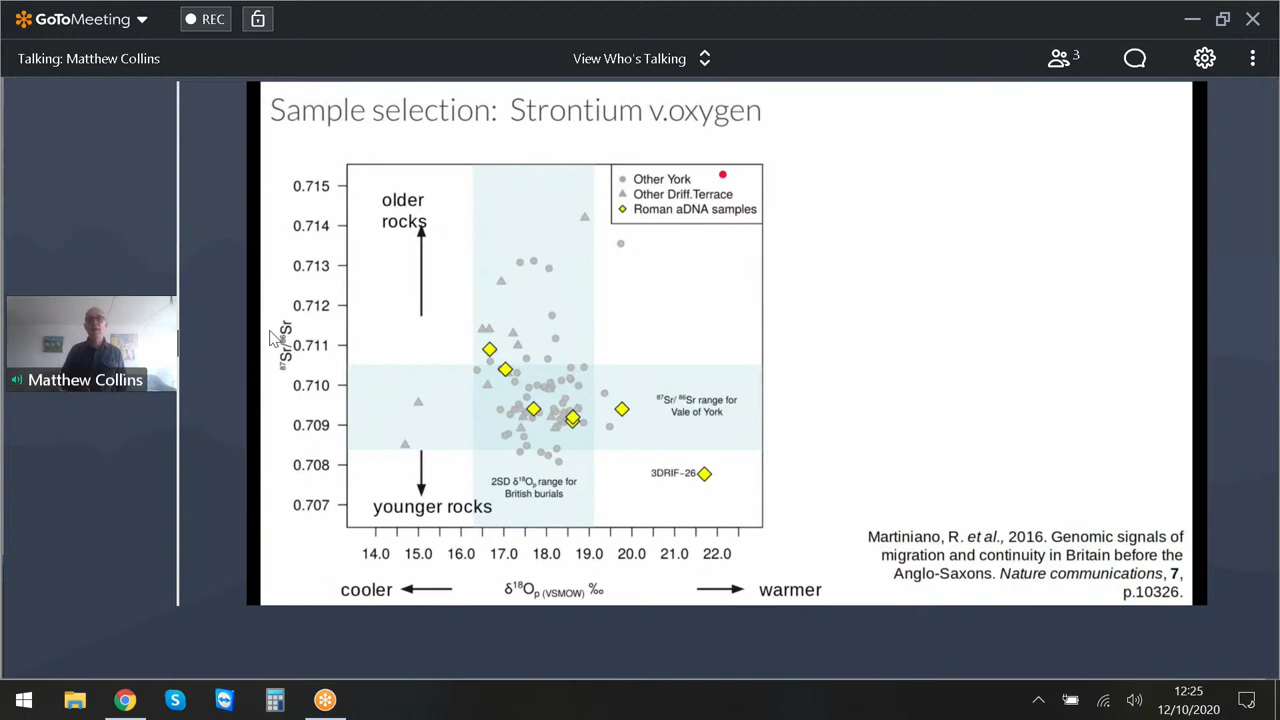 GoToMeeting
REC
Talking: Matthew Collins
View Who's Talking
3
Sample selection: Strontium v.oxygen
0.715
0.714
0.713
0.712
0.711
0.710
0.709
0.708
0.707
⁸⁷Sr/⁸⁶Sr
older
rocks
younger rocks
Other York
Other Driff.Terrace
Roman aDNA samples
⁸⁷Sr/ ⁸⁶Sr range for
Vale of York
3DRIF-26
2SD δ¹⁸Oₚ range for
British burials
14.0 15.0 16.0 17.0 18.0 19.0 20.0 22.0
cooler
δ¹⁸Oₚ (VSMOW) ‰
warmer
Martiniano, R. et al., 2016. Genomic signals of
migration and continuity in Britain before the
Anglo-Saxons. Nature communications, 7,
p.10326.
Matthew Collins
12:25
12/10/2020